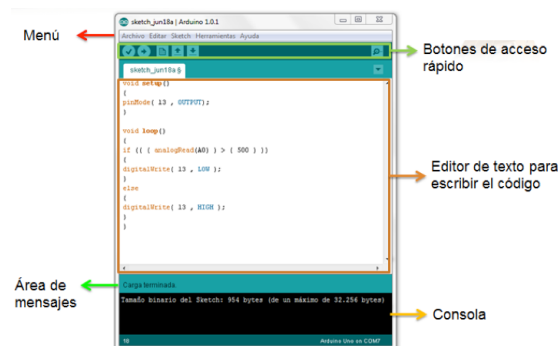 sketch_jun18a | Arduino 1.0.1
Menú
Archivo Editar Sketch Herramientas Ayuda
Botones de acceso
rápido
sketch_jun18a §
void setup()
{
pinMode( 13 , OUTPUT);
}
void loop()
{
if (( ( analogRead(A0) ) > ( 500 ) ))
{
digitalWrite( 13 , LOW );
}
else
{
digitalWrite( 13 , HIGH );
}
}
Editor de texto para
escribir el código
Área de
mensajes
Carga terminada
Tamaño binario del Sketch: 954 bytes (de un máximo de 32.256 bytes)
Consola
18
Arduino Uno en COM7